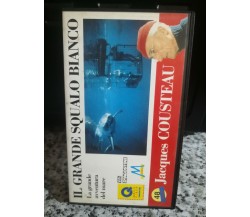 IL GRANDE SQUALO BIANCO
La grande
avventura
del mare
Jacques COUSTEAU